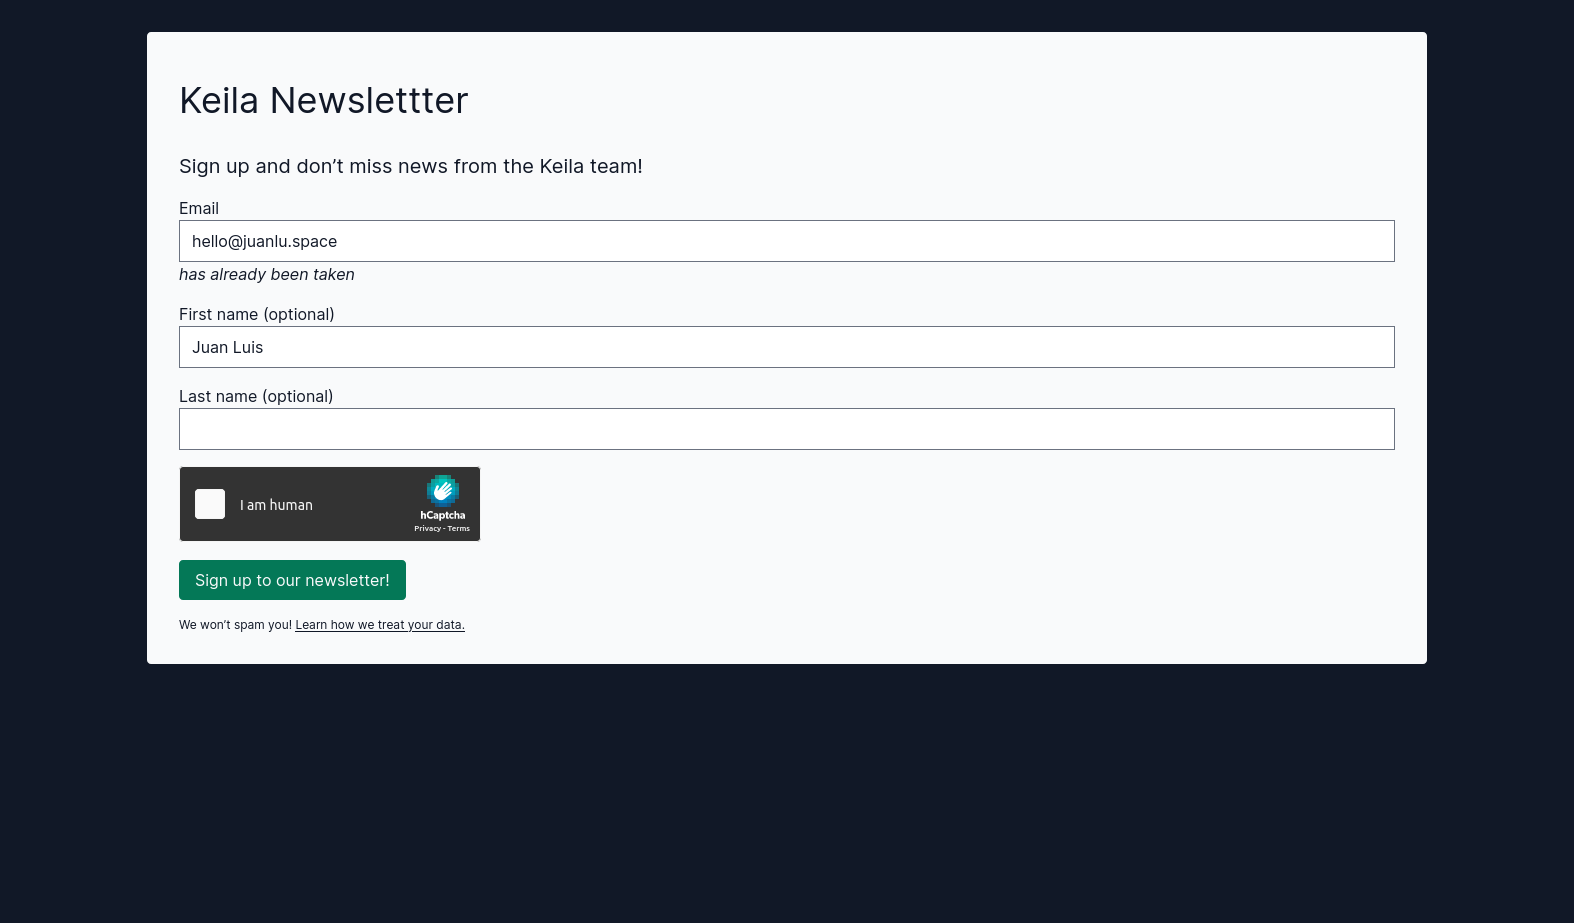 Keila Newslettter
Sign up and don’t miss news from the Keila team!
Email
hello@juanlu.space
has already been taken
First name (optional)
Juan Luis
Last name (optional)
I am human
hCaptcha
Privacy - Terms
Sign up to our newsletter!
We won’t spam you! Learn how we treat your data.